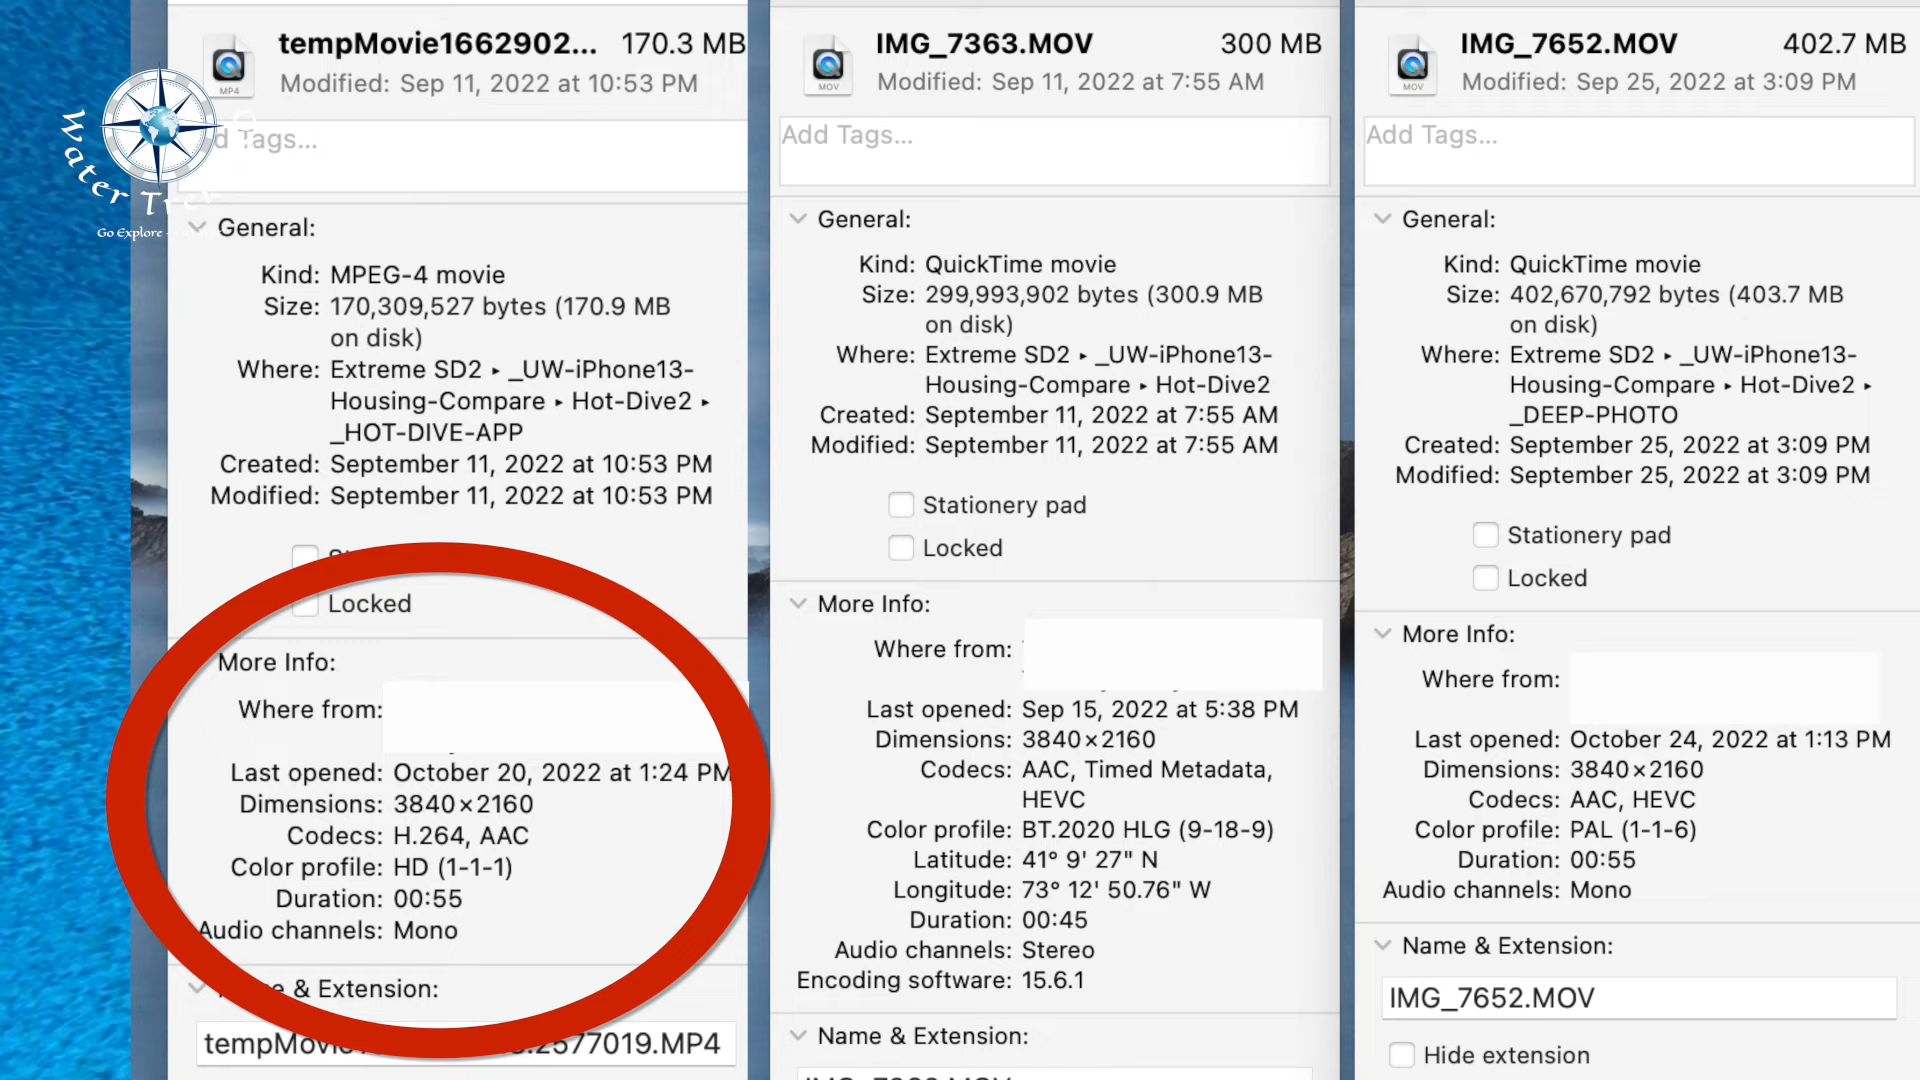 tempMovie1662902... 170.3 MB
Modified: Sep 11, 2022 at 10:53 PM
d Tags...
Water Trek
Go Explore
General:
Kind: MPEG-4 movie
Size: 170,309,527 bytes (170.9 MB
on disk)
Where: Extreme SD2 ▸ _UW-iPhone13-
Housing-Compare ▸ Hot-Dive2 ▸
_HOT-DIVE-APP
Created: September 11, 2022 at 10:53 PM
Modified: September 11, 2022 at 10:53 PM
Locked
More Info:
Where from:
Last opened: October 20, 2022 at 1:24 PM
Dimensions: 3840×2160
Codecs: H.264, AAC
Color profile: HD (1-1-1)
Duration: 00:55
Audio channels: Mono
& Extension:
2577019.MP4
IMG_7363.MOV 300 MB
Modified: Sep 11, 2022 at 7:55 AM
Add Tags...
General:
Kind: QuickTime movie
Size: 299,993,902 bytes (300.9 MB
on disk)
Where: Extreme SD2 ▸ _UW-iPhone13-
Housing-Compare ▸ Hot-Dive2
Created: September 11, 2022 at 7:55 AM
Modified: September 11, 2022 at 7:55 AM
Stationery pad
Locked
More Info:
Where from:
Last opened: Sep 15, 2022 at 5:38 PM
Dimensions: 3840×2160
Codecs: AAC, Timed Metadata,
HEVC
Color profile: BT.2020 HLG (9-18-9)
Latitude: 41° 9' 27" N
Longitude: 73° 12' 50.76" W
Duration: 00:45
Audio channels: Stereo
Encoding software: 15.6.1
Name & Extension:
IMG_7652.MOV 402.7 MB
Modified: Sep 25, 2022 at 3:09 PM
Add Tags...
General:
Kind: QuickTime movie
Size: 402,670,792 bytes (403.7 MB
on disk)
Where: Extreme SD2 ▸ _UW-iPhone13-
Housing-Compare ▸ Hot-Dive2 ▸
_DEEP-PHOTO
Created: September 25, 2022 at 3:09 PM
Modified: September 25, 2022 at 3:09 PM
Stationery pad
Locked
More Info:
Where from:
Last opened: October 24, 2022 at 1:13 PM
Dimensions: 3840×2160
Codecs: AAC, HEVC
Color profile: PAL (1-1-6)
Duration: 00:55
Audio channels: Mono
Name & Extension:
IMG_7652.MOV
Hide extension